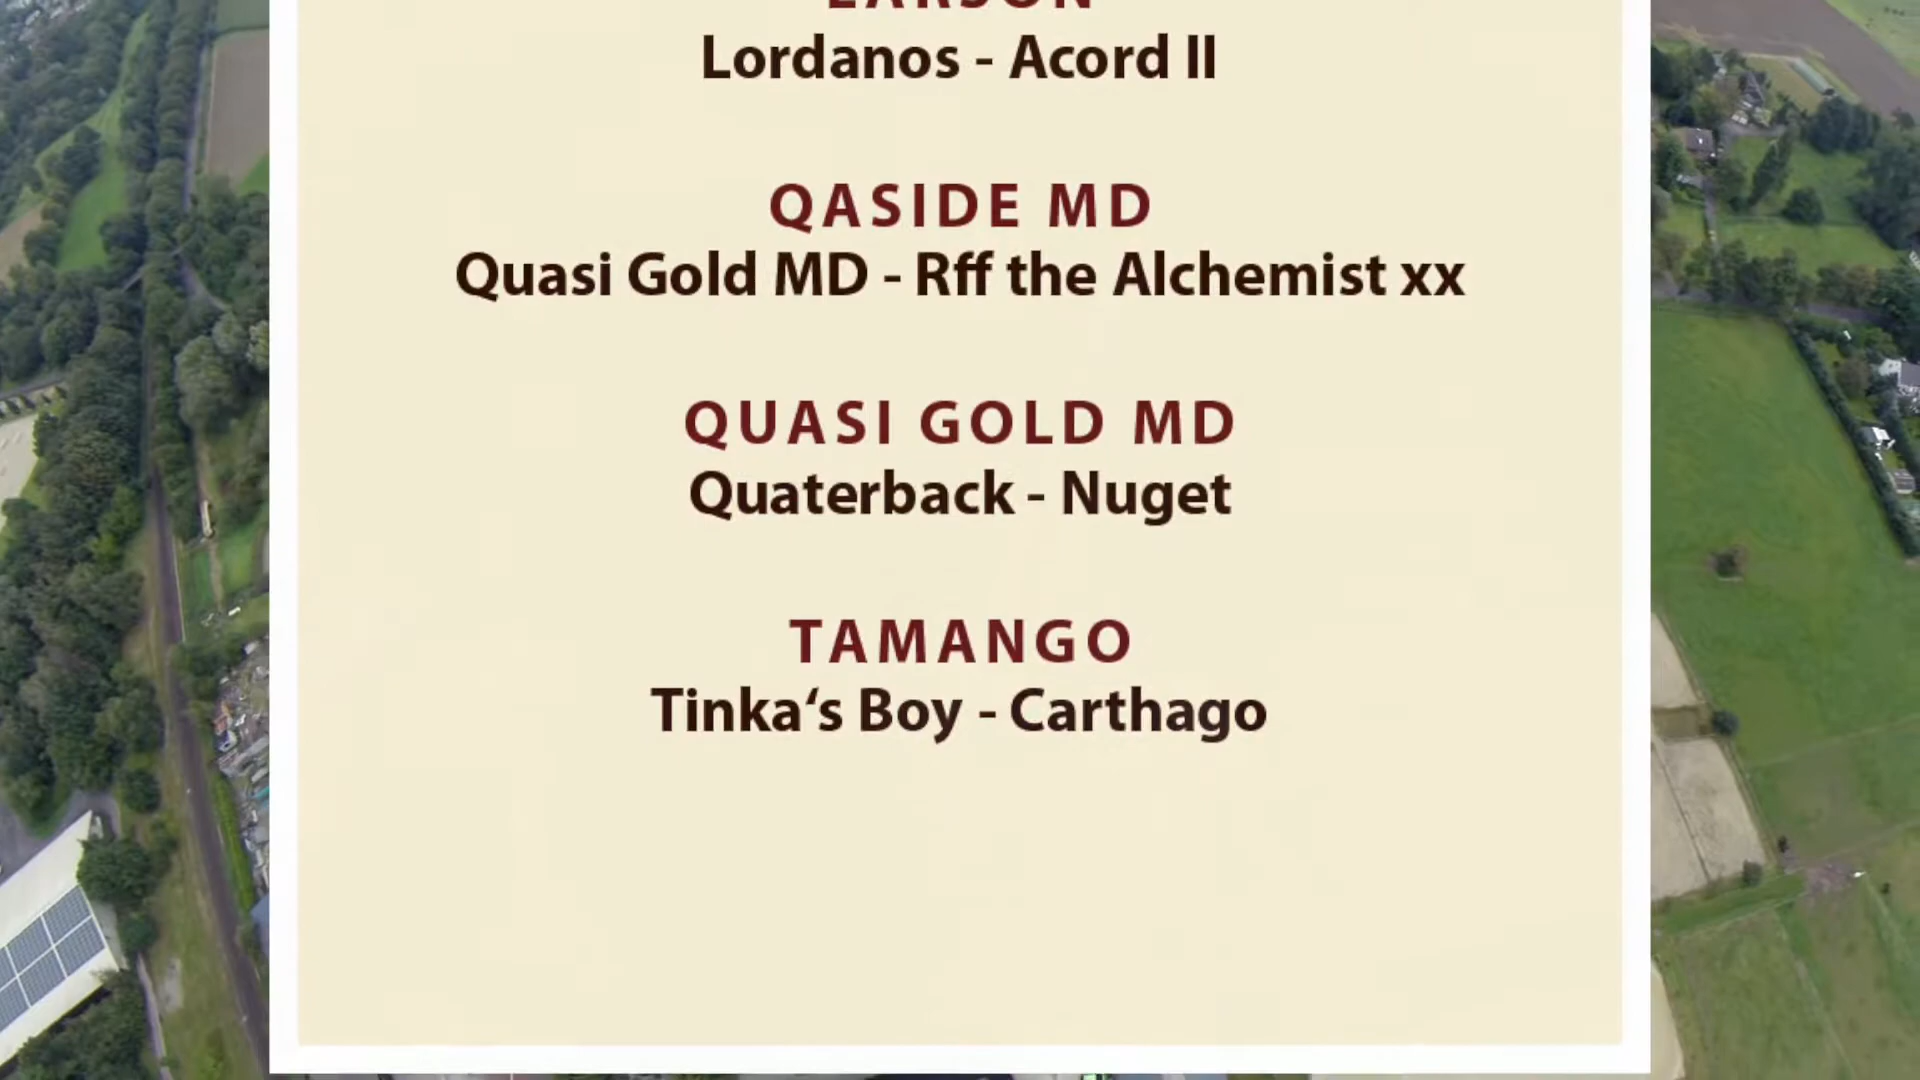 LARSON
Lordanos - Acord II
QASIDE MD
Quasi Gold MD - Rff the Alchemist xx
QUASI GOLD MD
Quaterback - Nuget
TAMANGO
Tinka‘s Boy - Carthago